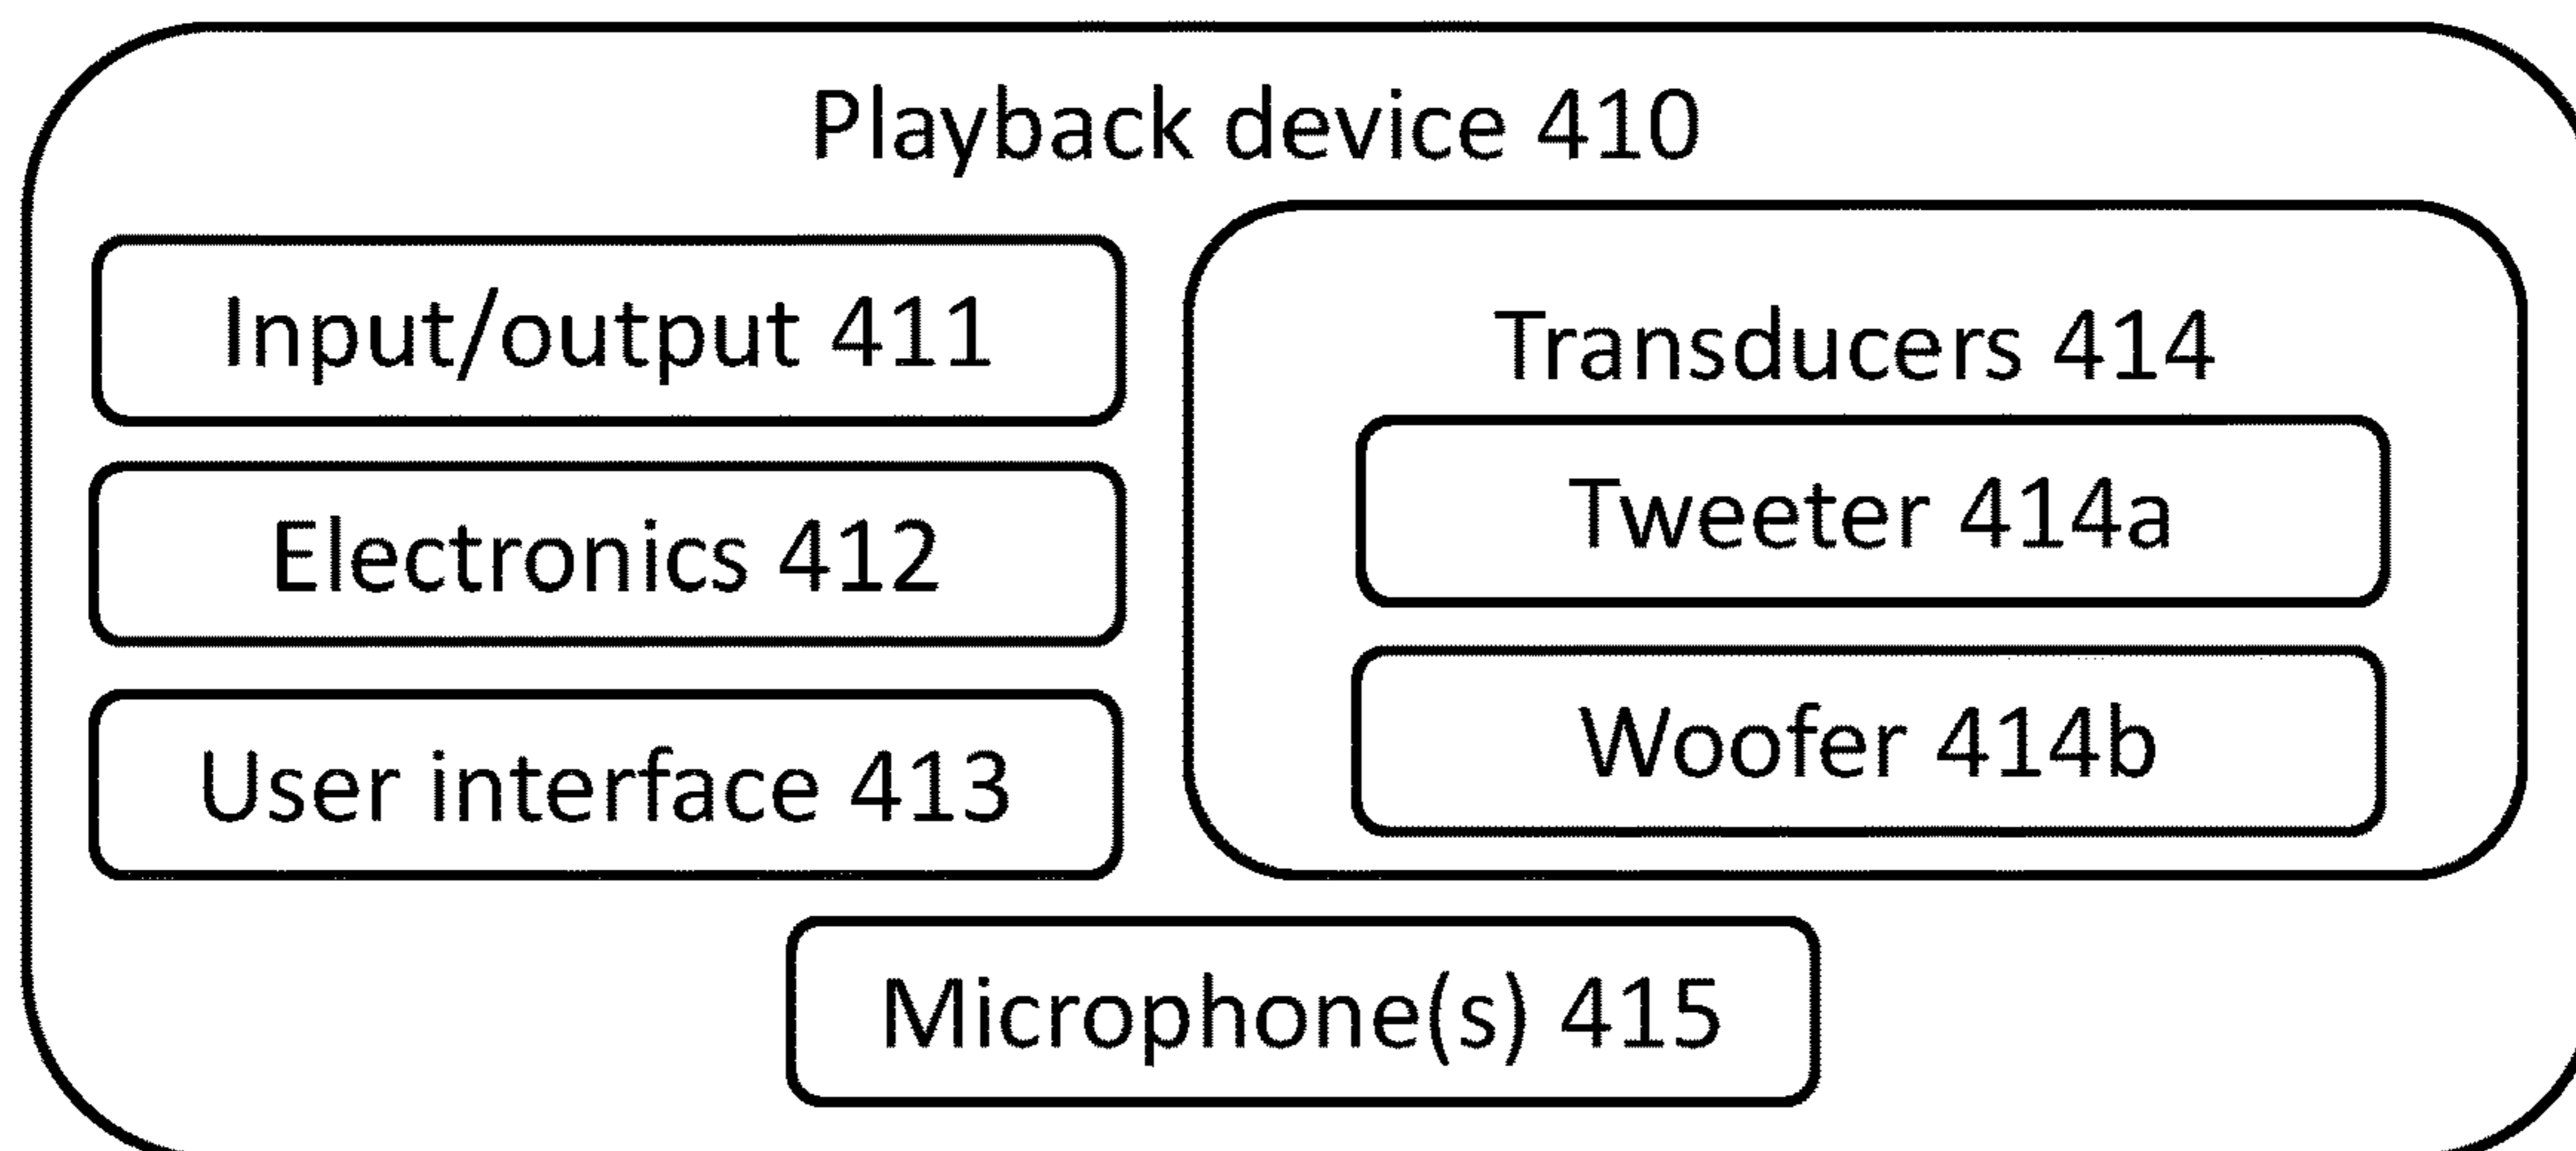 Playback device 410
Input/output 411
Electronics 412
User interface 413
Transducers 414
Tweeter 414a
Woofer 414b
Microphone(s) 415